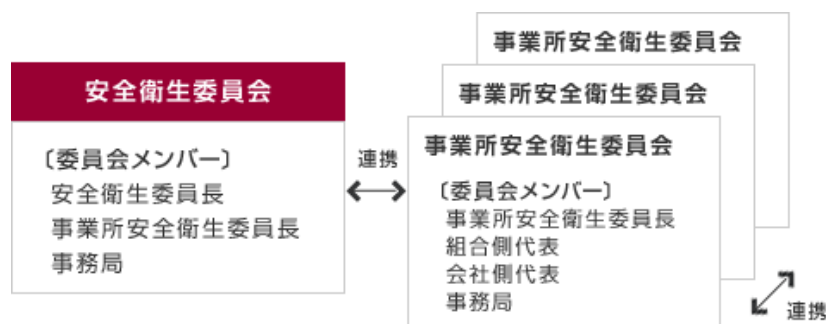 安全衛生委員会
〔委員会メンバー〕
安全衛生委員長
事業所安全衛生委員長
事務局
連携
事業所安全衛生委員会
事業所安全衛生委員会
事業所安全衛生委員会
〔委員会メンバー〕
事業所安全衛生委員長
組合側代表
会社側代表
事務局
連携